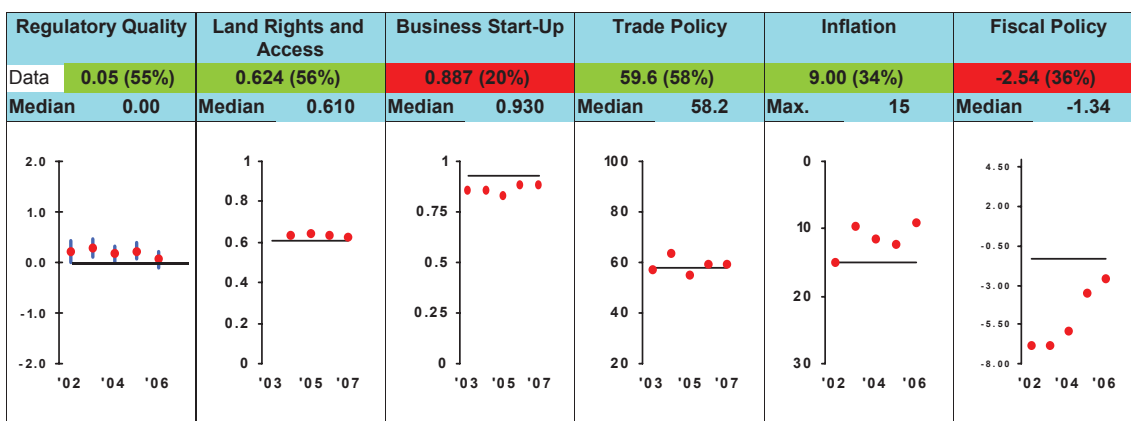 Regulatory Quality
Land Rights and Access
Business Start-Up
Trade Policy
Inflation
Fiscal Policy
Data 0.05 (55%) 0.624 (56%) 0.887 (20%) 59.6 (58%) 9.00 (34%) -2.54 (36%)
Median 0.00 Median 0.610 Median 0.930 Median 58.2 Max. 15 Median -1.34
2.0
1.0
0.0
-1.0
-2.0
'02 '04 '06
1
0.8
0.6
0.4
0.2
0
'03 '05 '07
1
0.75
0.5
0.25
0
'03 '05 '07
100
80
60
40
20
'03 '05 '07
0
10
20
30
'02 '04 '06
4.50
2.00
-0.50
-3.00
-5.50
-8.00
'02 '04 '06